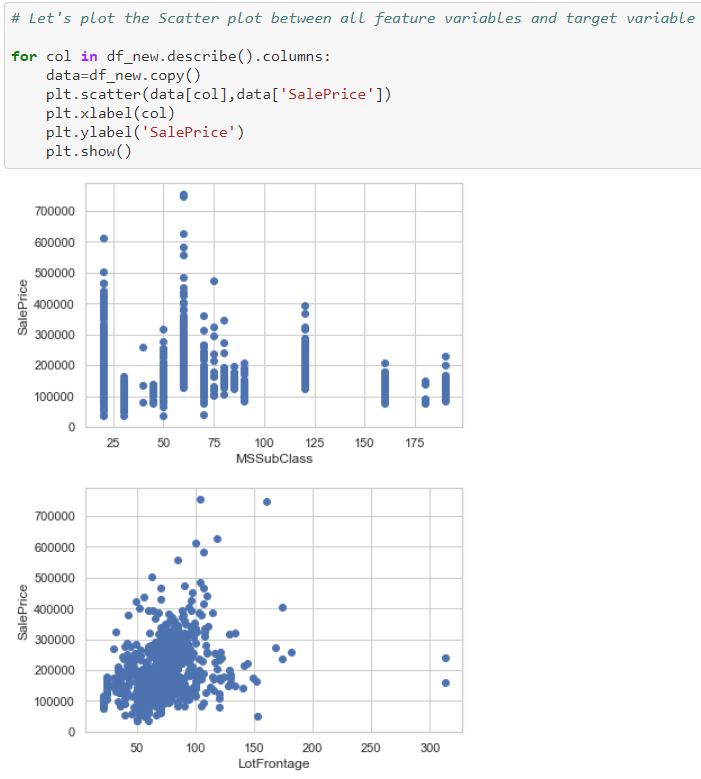 # Let's plot the Scatter plot between all feature variables and target variable
for col in df_new.describe().columns:
    data=df_new.copy()
    plt.scatter(data[col],data['SalePrice'])
    plt.xlabel(col)
    plt.ylabel('SalePrice')
    plt.show()
700000
600000
500000
400000
300000
200000
100000
0
SalePrice
25 50 75 100 125 150 175
MSSubClass
700000
600000
500000
400000
300000
200000
100000
0
SalePrice
50 100 150 200 250 300
LotFrontage